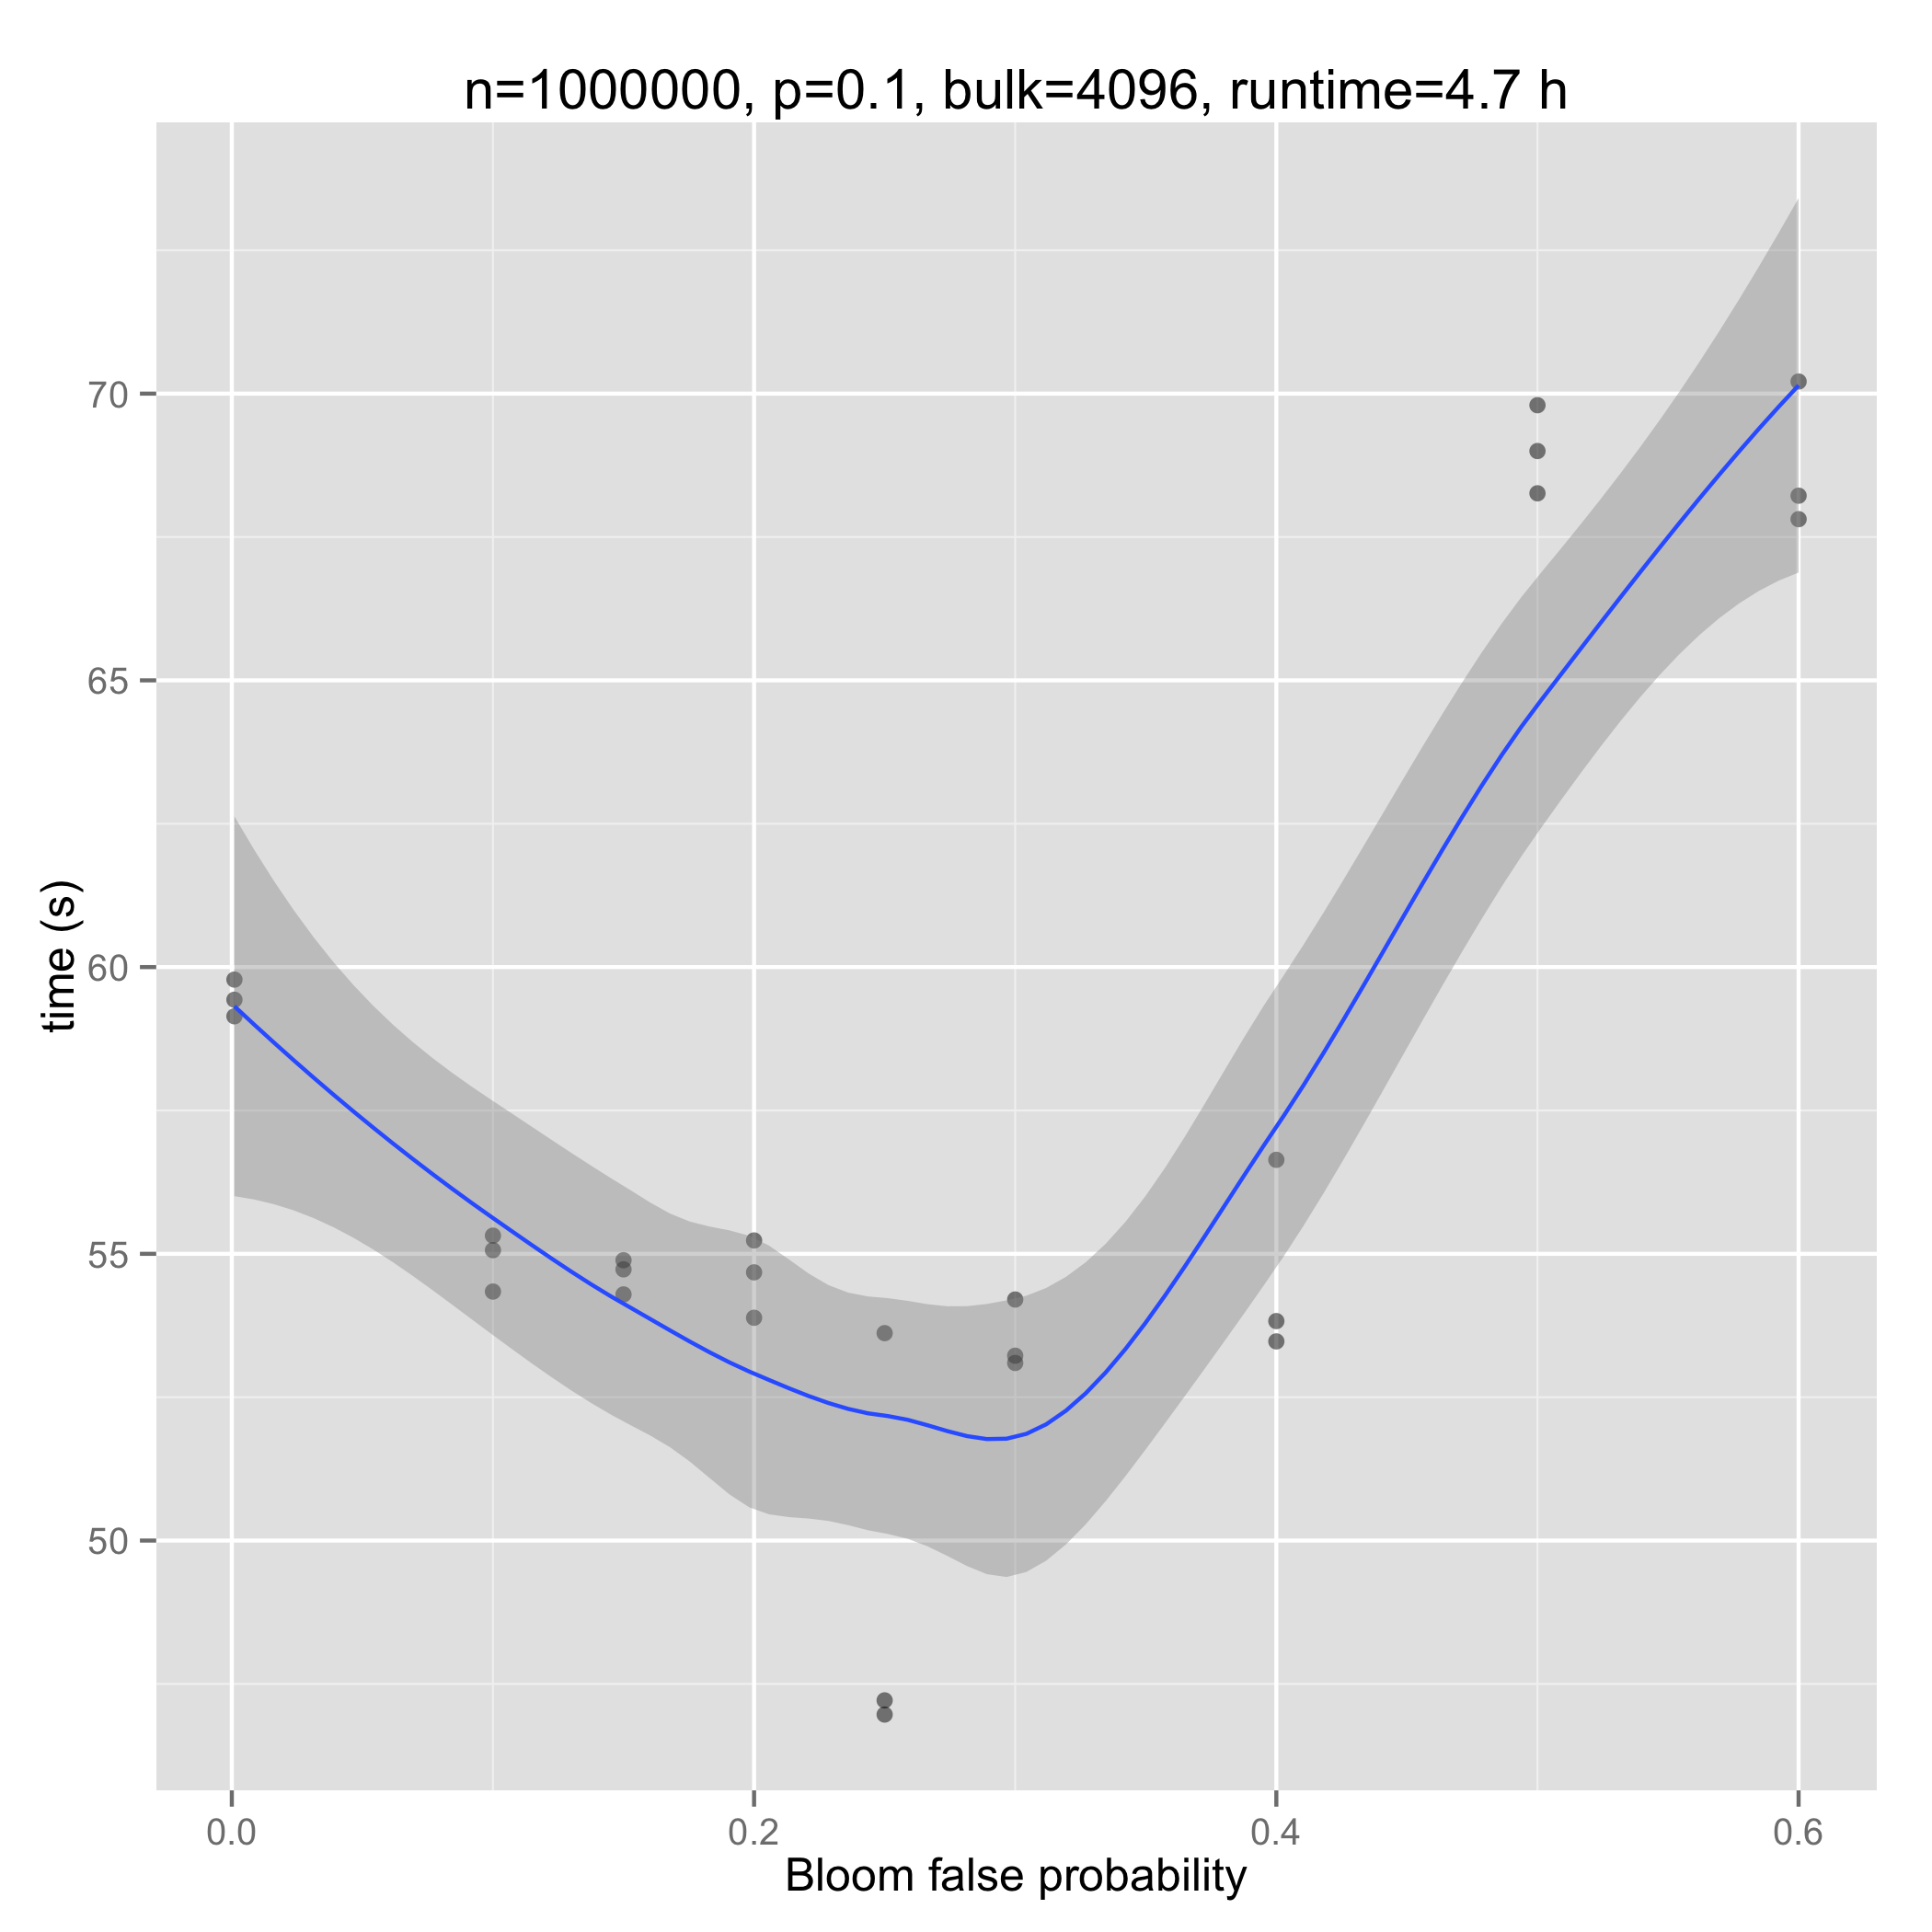 n=1000000, p=0.1, bulk=4096, runtime=4.7 h
70
65
60
55
50
time (s)
0.0 0.2 0.4 0.6
Bloom false probability